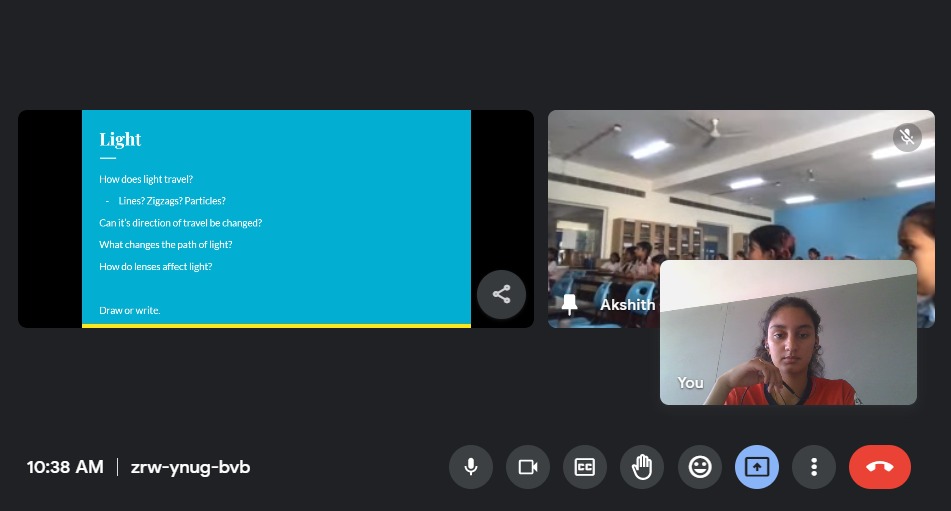 Light
How does light travel?
- Lines? Zigzags? Particles?
Can it's direction of travel be changed?
What changes the path of light?
How do lenses affect light?
Draw or write.
Akshith
You
CC
10:38 AM | zrw-ynug-bvb